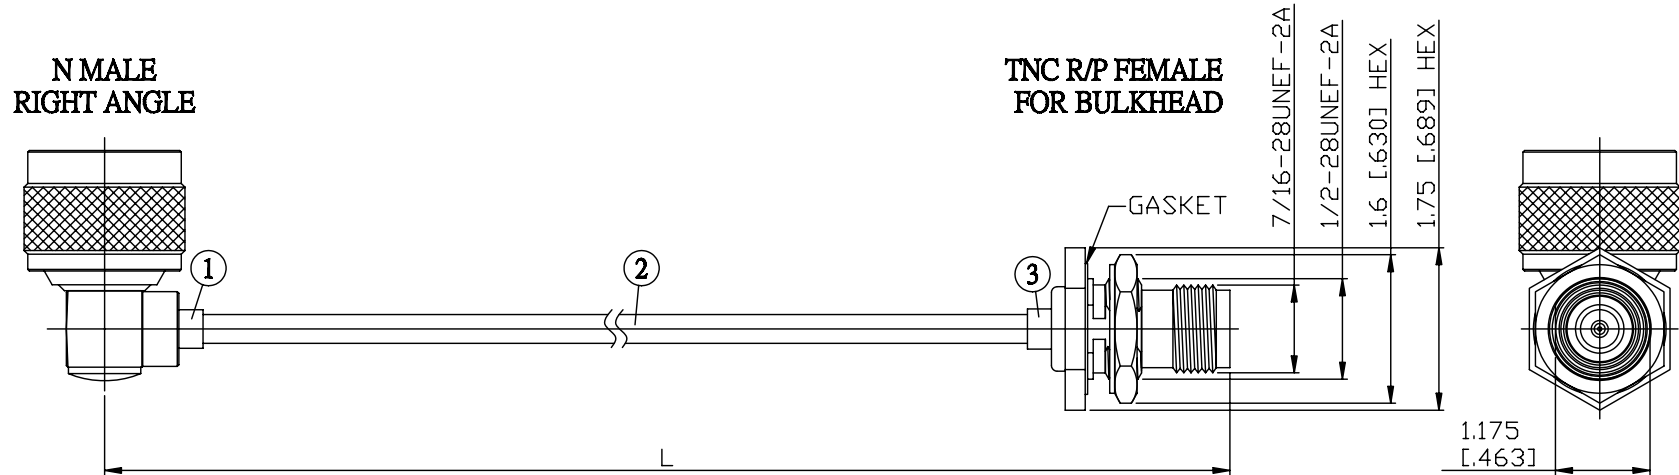 N MALE
RIGHT ANGLE
TNC R/P FEMALE
FOR BULKHEAD
7/16-28UNEF-2A
1/2-28UNEF-2A
1.6 [.630] HEX
1.75 [.689] HEX
GASKET
1
2
3
L
1.175
[.463]